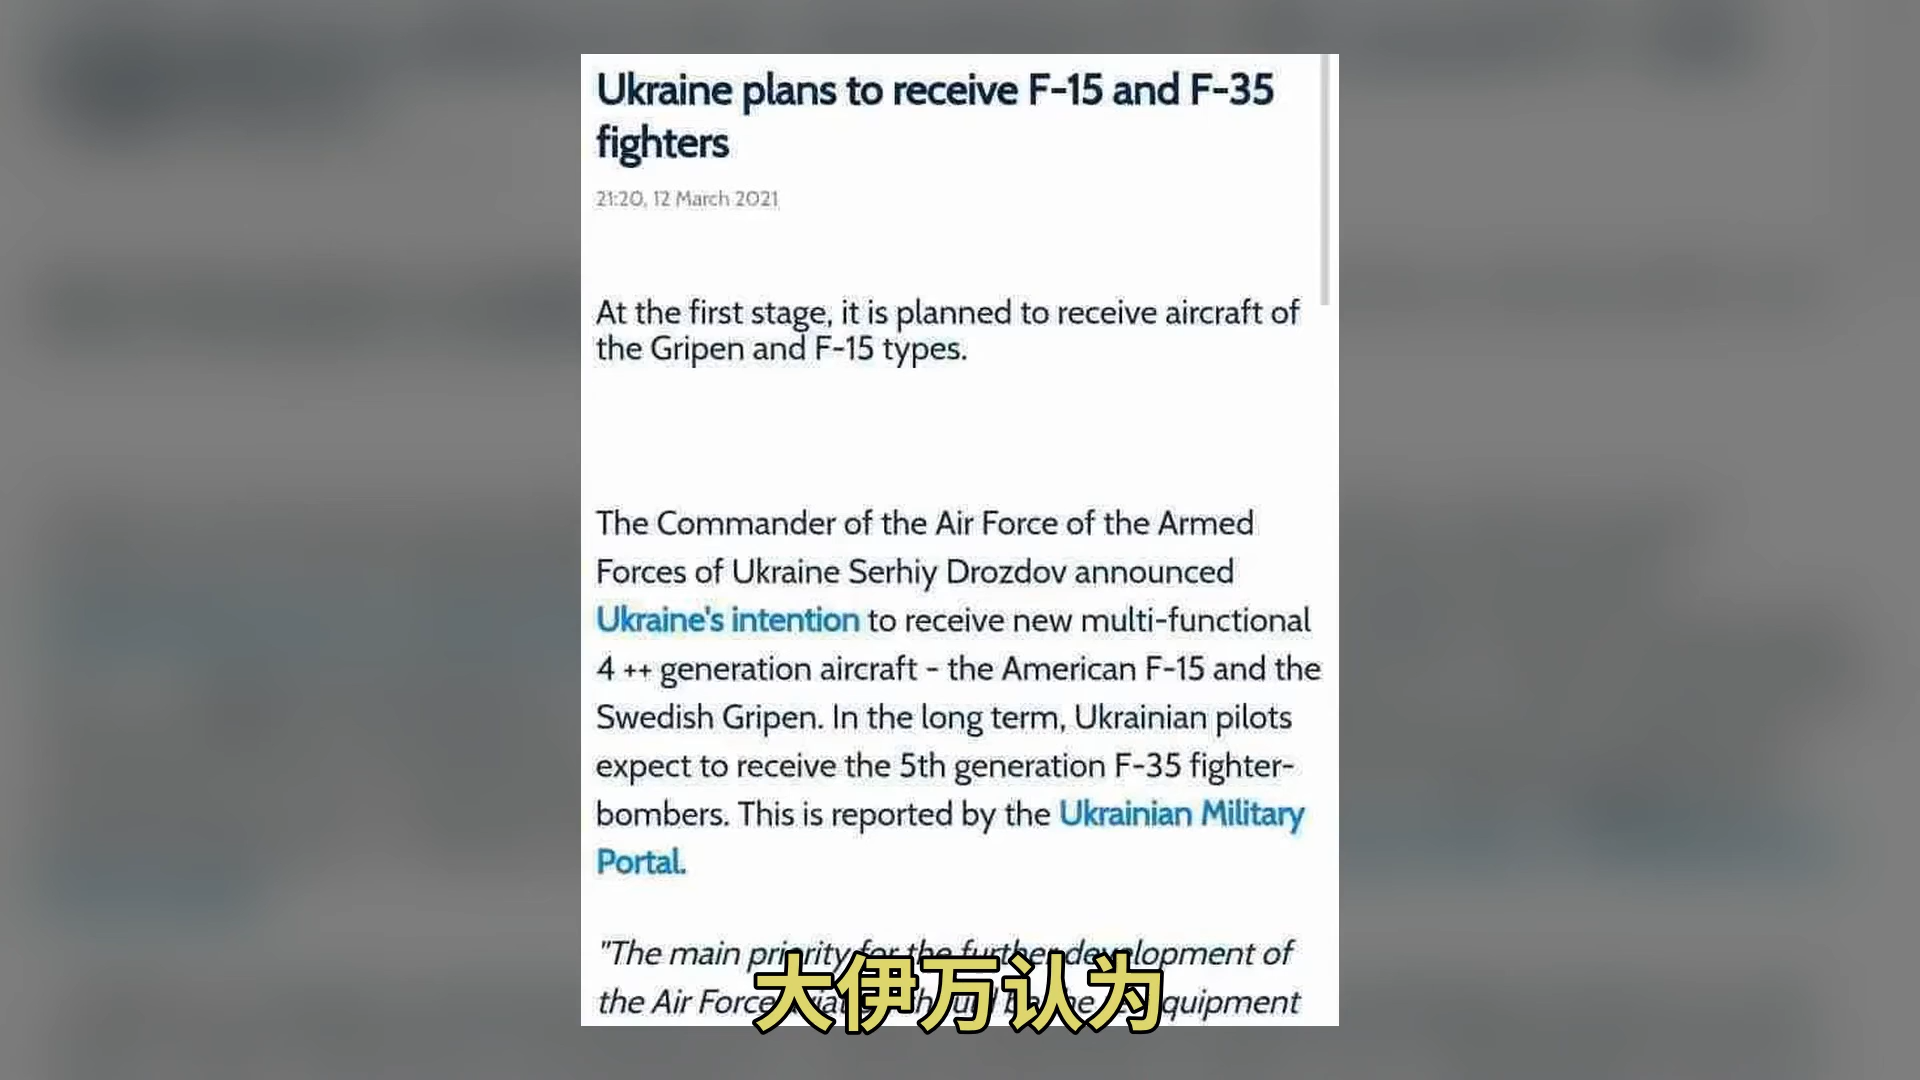 Ukraine plans to receive F-15 and F-35
fighters
21:20, 12 March 2021
At the first stage, it is planned to receive aircraft of
the Gripen and F-15 types.
The Commander of the Air Force of the Armed
Forces of Ukraine Serhiy Drozdov announced
Ukraine's intention to receive new multi-functional
4 ++ generation aircraft - the American F-15 and the
Swedish Gripen. In the long term, Ukrainian pilots
expect to receive the 5th generation F-35 fighter-
bombers. This is reported by the Ukrainian Military
Portal.
"The main priority for the further development of
the Air Force equipment
大伊万认为